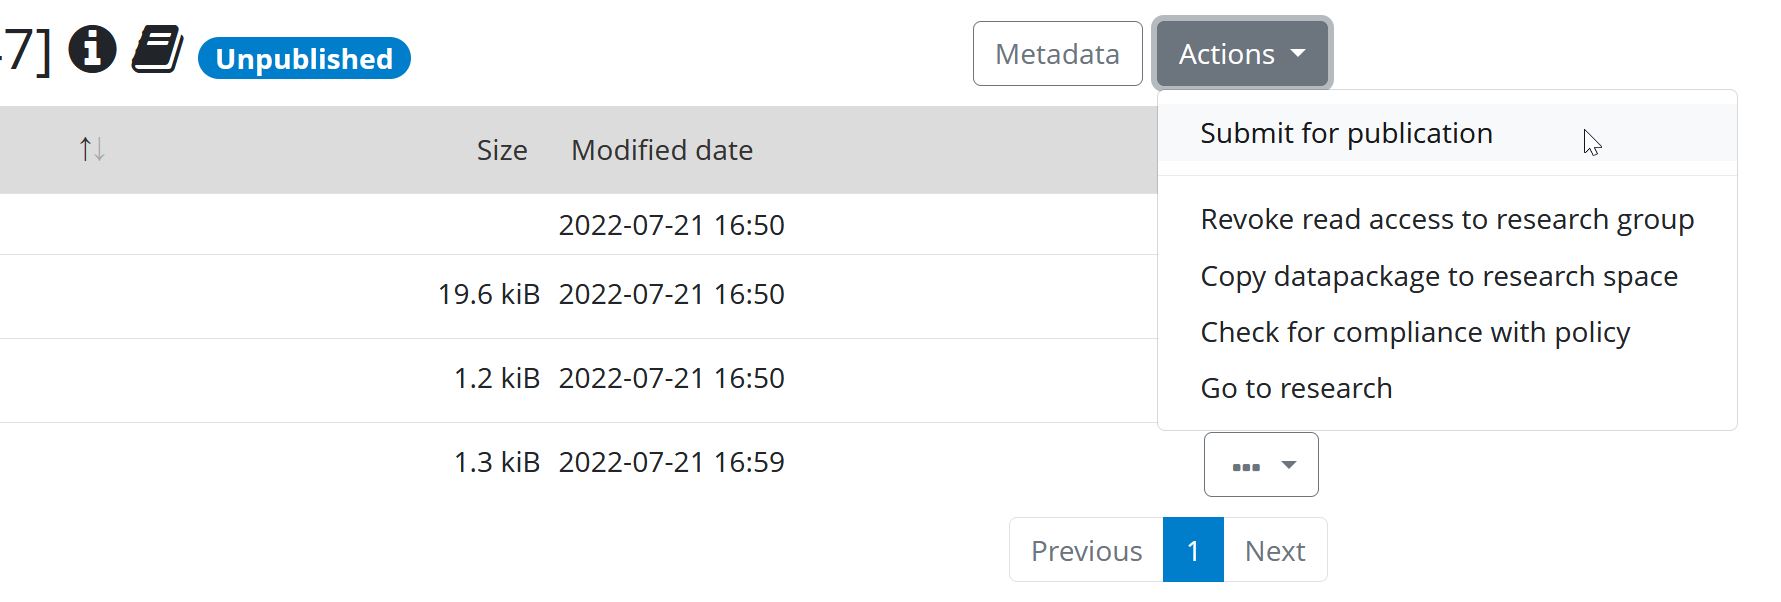 -7] Unpublished Metadata Actions
Submit for publication
Revoke read access to research group
Copy datapackage to research space
Check for compliance with policy
Go to research
Size Modified date
2022-07-21 16:50
19.6 kiB 2022-07-21 16:50
1.2 kiB 2022-07-21 16:50
1.3 kiB 2022-07-21 16:59
Previous 1 Next